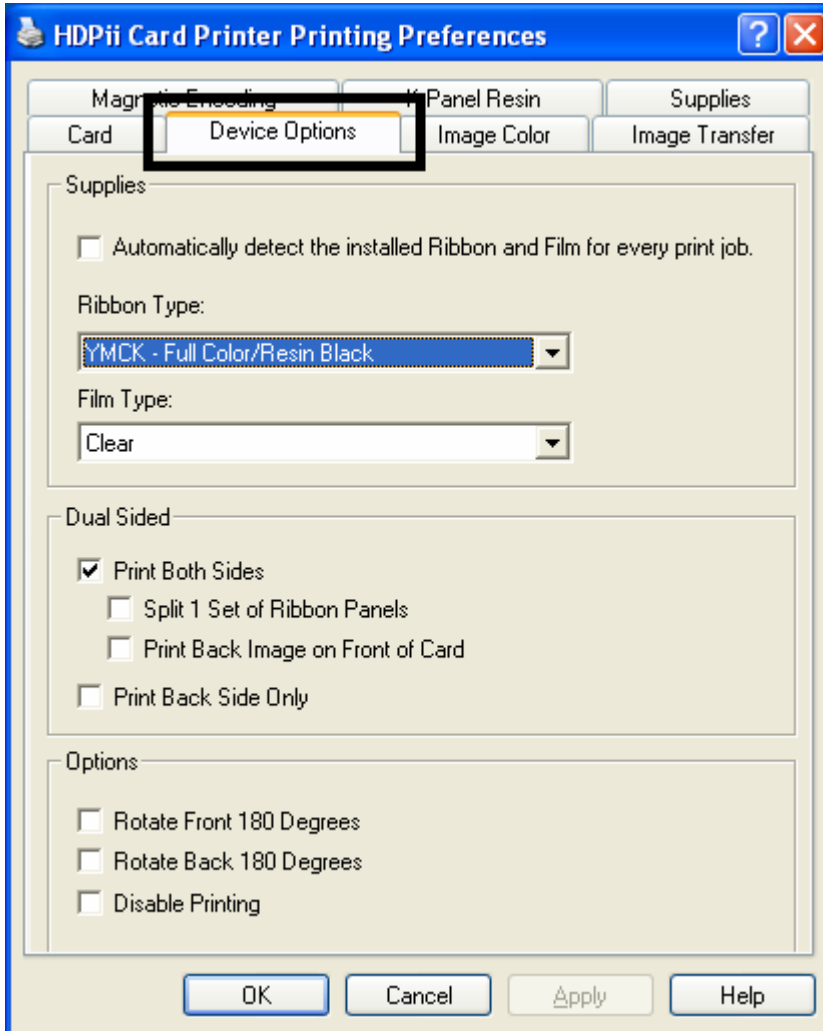 HDPii Card Printer Printing Preferences
Magnetic Encoding K Panel Resin Supplies
Card Device Options Image Color Image Transfer
Supplies
Automatically detect the installed Ribbon and Film for every print job.
Ribbon Type:
YMCK - Full Color/Resin Black
Film Type:
Clear
Dual Sided
Print Both Sides
Split 1 Set of Ribbon Panels
Print Back Image on Front of Card
Print Back Side Only
Options
Rotate Front 180 Degrees
Rotate Back 180 Degrees
Disable Printing
OK Cancel Apply Help